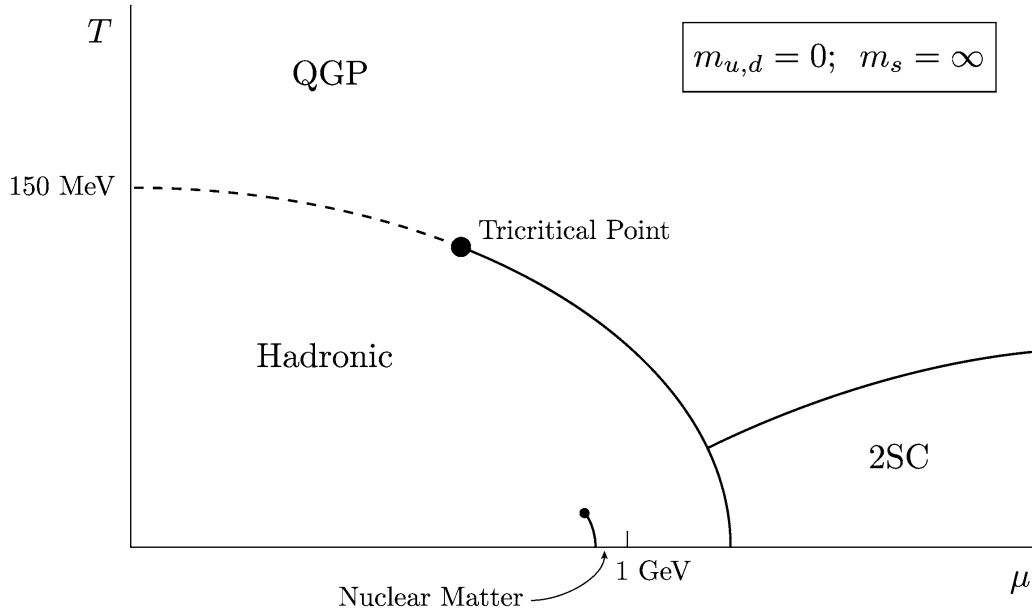 T
m_{u,d} = 0; m_s = ∞
QGP
150 MeV
Tricritical Point
Hadronic
2SC
1 GeV
μ
Nuclear Matter